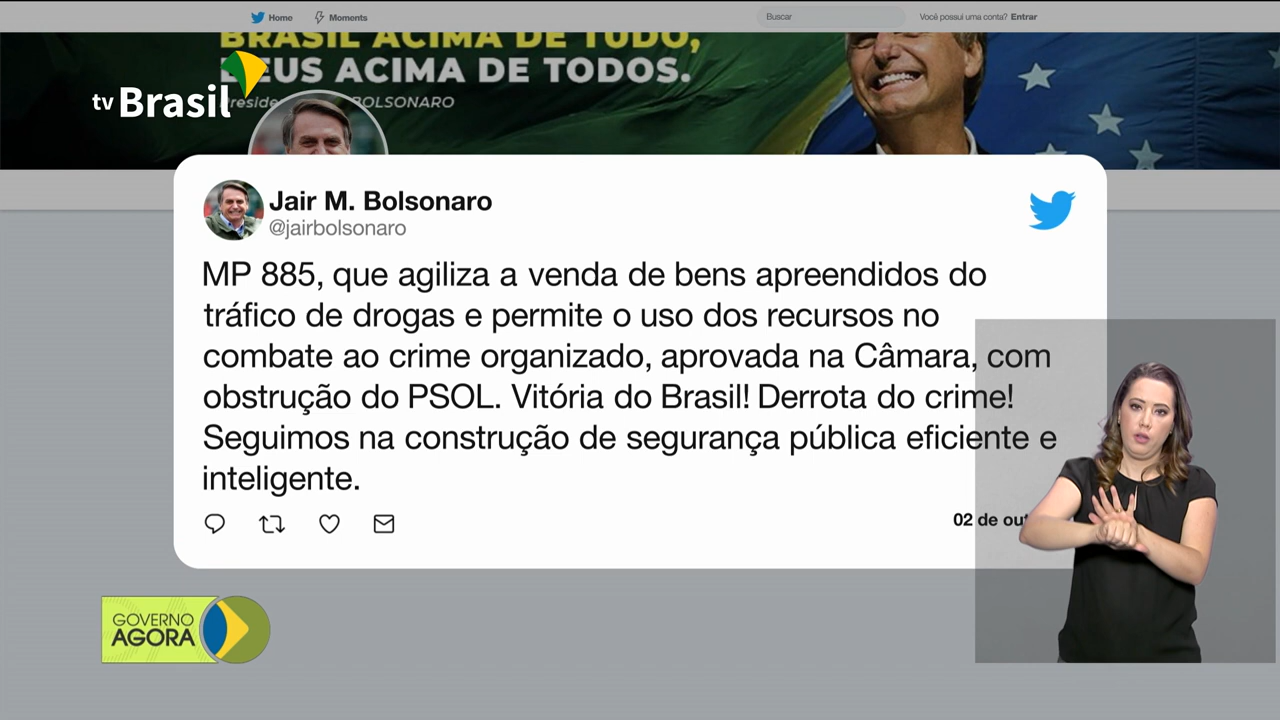 Home
Moments
Buscar
Você possui uma conta? Entrar
BRASIL ACIMA DE TUDO,
DEUS ACIMA DE TODOS.
BOLSONARO
tv Brasil
Jair M. Bolsonaro
@jairbolsonaro
MP 885, que agiliza a venda de bens apreendidos do
tráfico de drogas e permite o uso dos recursos no
combate ao crime organizado, aprovada na Câmara, com
obstrução do PSOL. Vitória do Brasil! Derrota do crime!
Seguimos na construção de segurança pública eficiente e
inteligente.
02 de out
GOVERNO
AGORA